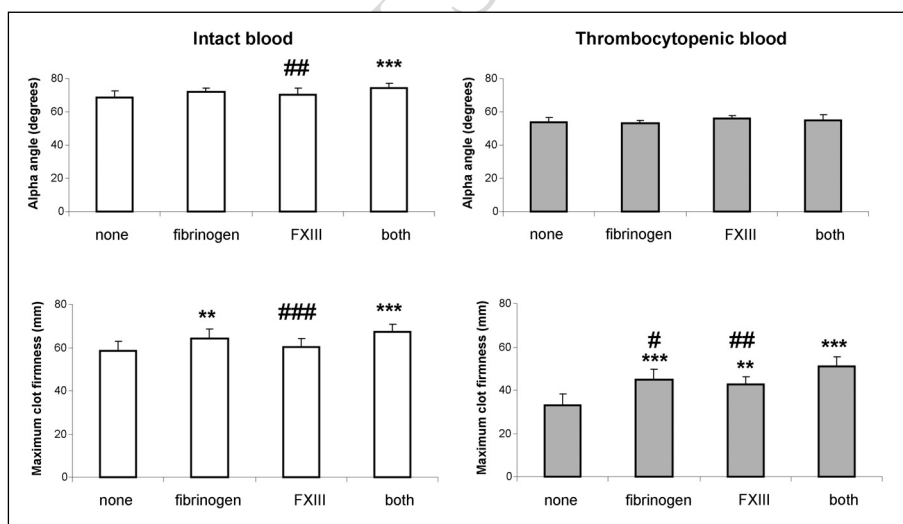 Intact blood
Thrombocytopenic blood
Alpha angle (degrees)
80
60
40
20
0
##
***
none fibrinogen FXIII both
Alpha angle (degrees)
80
60
40
20
0
none fibrinogen FXIII both
Maximum clot firmness (mm)
80
60
40
20
0
** ### ***
none fibrinogen FXIII both
Maximum clot firmness (mm)
80
60
40
20
0
# ##
*** ** ***
none fibrinogen FXIII both